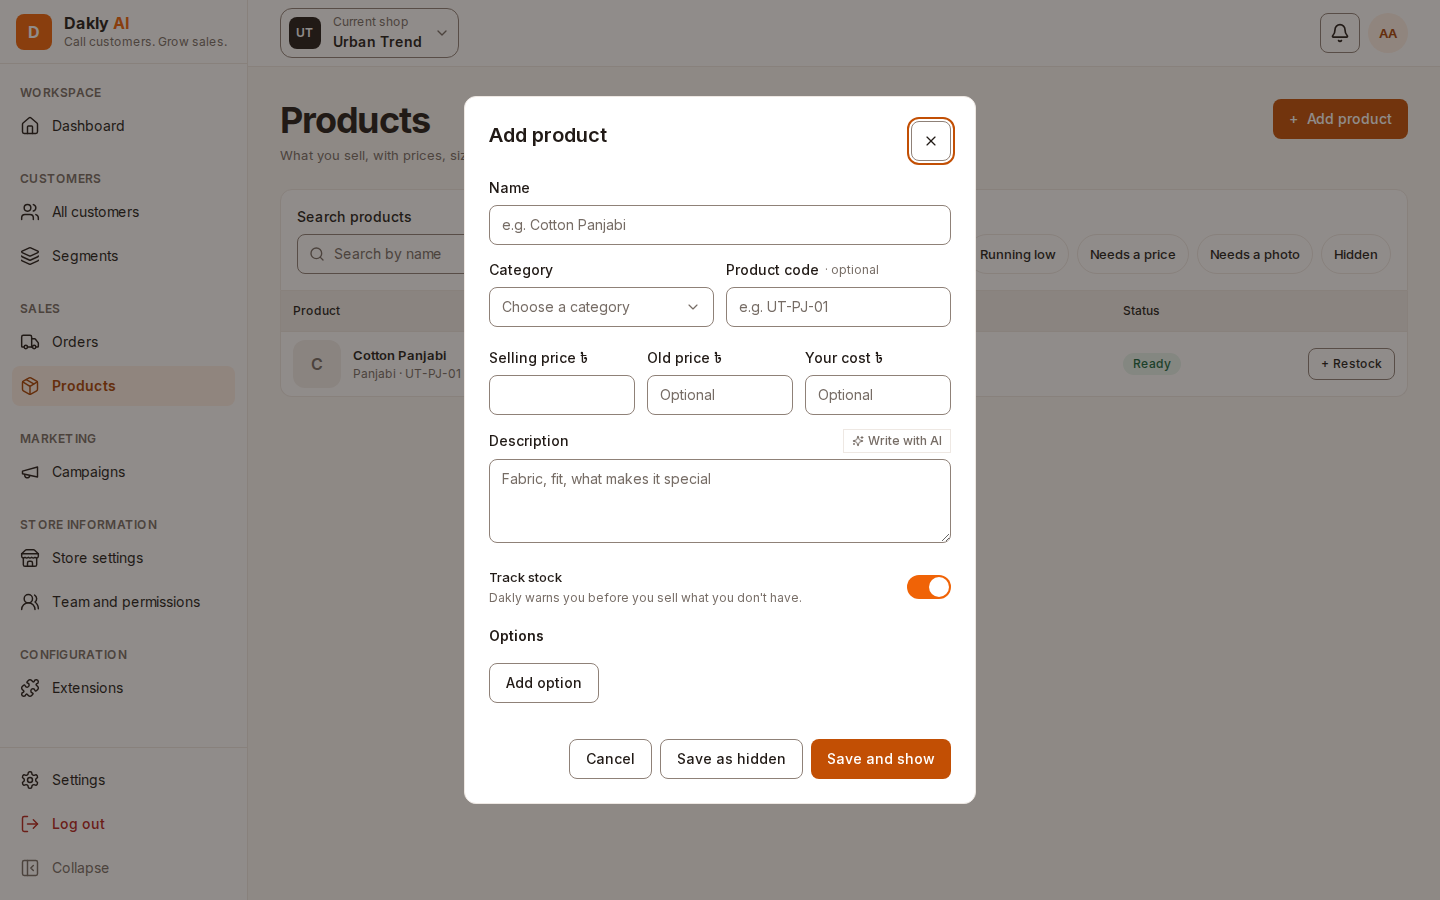 D
Dakly AI
Call customers. Grow sales.
WORKSPACE
Dashboard
CUSTOMERS
All customers
Segments
SALES
Orders
Products
MARKETING
Campaigns
STORE INFORMATION
Store settings
Team and permissions
CONFIGURATION
Extensions
Settings
Log out
Collapse
UT
Current shop
Urban Trend
AA
Products
+ Add product
What you sell, with prices,
Search products
Search by name
Running low
Needs a price
Needs a photo
Hidden
Product
Status
C
Cotton Panjabi
Panjabi · UT-PJ-01
Ready
+ Restock
Add product
Name
e.g. Cotton Panjabi
Category
Product code · optional
Choose a category
e.g. UT-PJ-01
Selling price ৳
Old price ৳
Your cost ৳
Optional
Optional
Description
Write with AI
Fabric, fit, what makes it special
Track stock
Dakly warns you before you sell what you don't have.
Options
Add option
Cancel
Save as hidden
Save and show